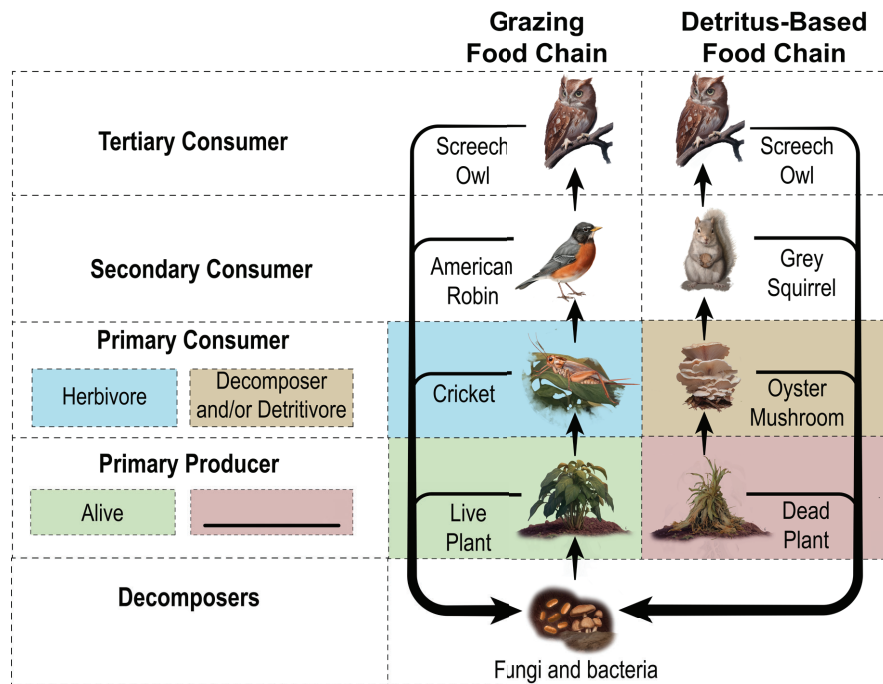 Grazing
Food Chain
Detritus-Based
Food Chain
Tertiary Consumer
Screech
Owl
Screech
Owl
Secondary Consumer
American
Robin
Grey
Squirrel
Primary Consumer
Herbivore
Decomposer
and/or Detritivore
Cricket
Oyster
Mushroom
Primary Producer
Alive
Live
Plant
Dead
Plant
Decomposers
Fungi and bacteria